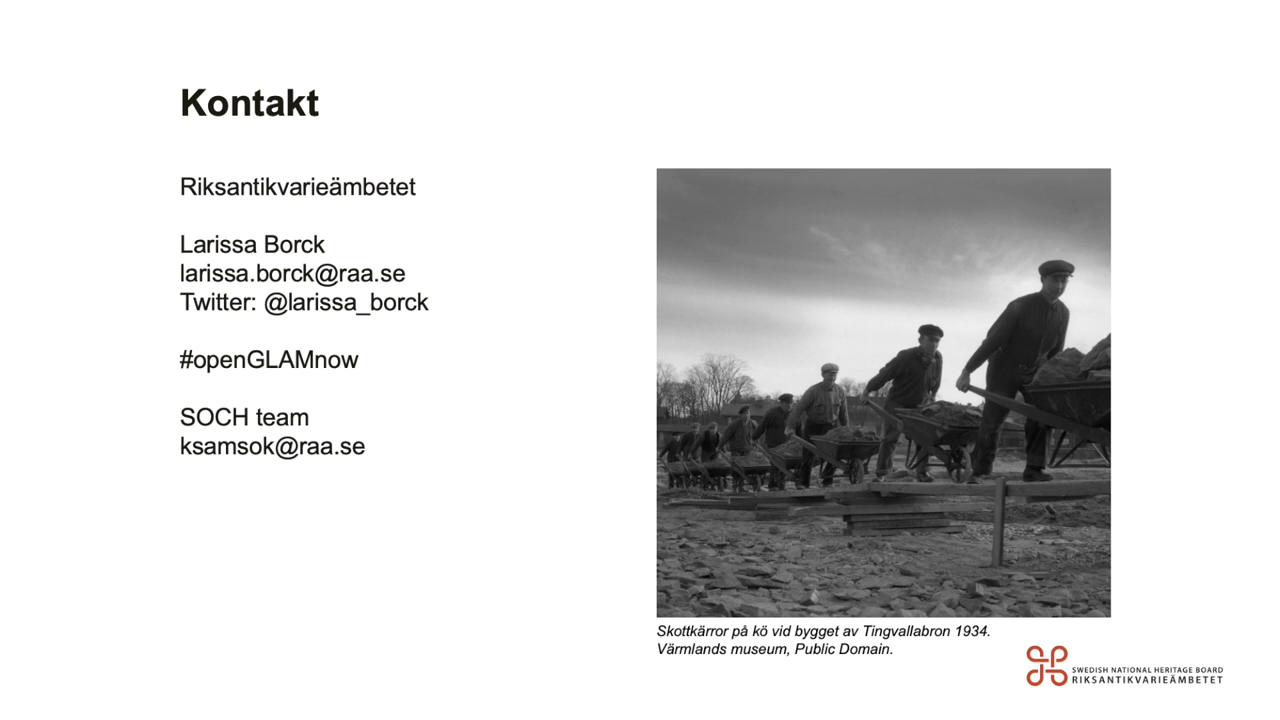 Kontakt
Riksantikvarieämbetet
Larissa Borck
larissa.borck@raa.se
Twitter: @larissa_borck
#openGLAMnow
SOCH team
ksamsok@raa.se
Skottkärror på kö vid bygget av Tingvallabron 1934.
Värmlands museum, Public Domain.
SWEDISH NATIONAL HERITAGE BOARD
RIKSANTIKVARIEÄMBETET